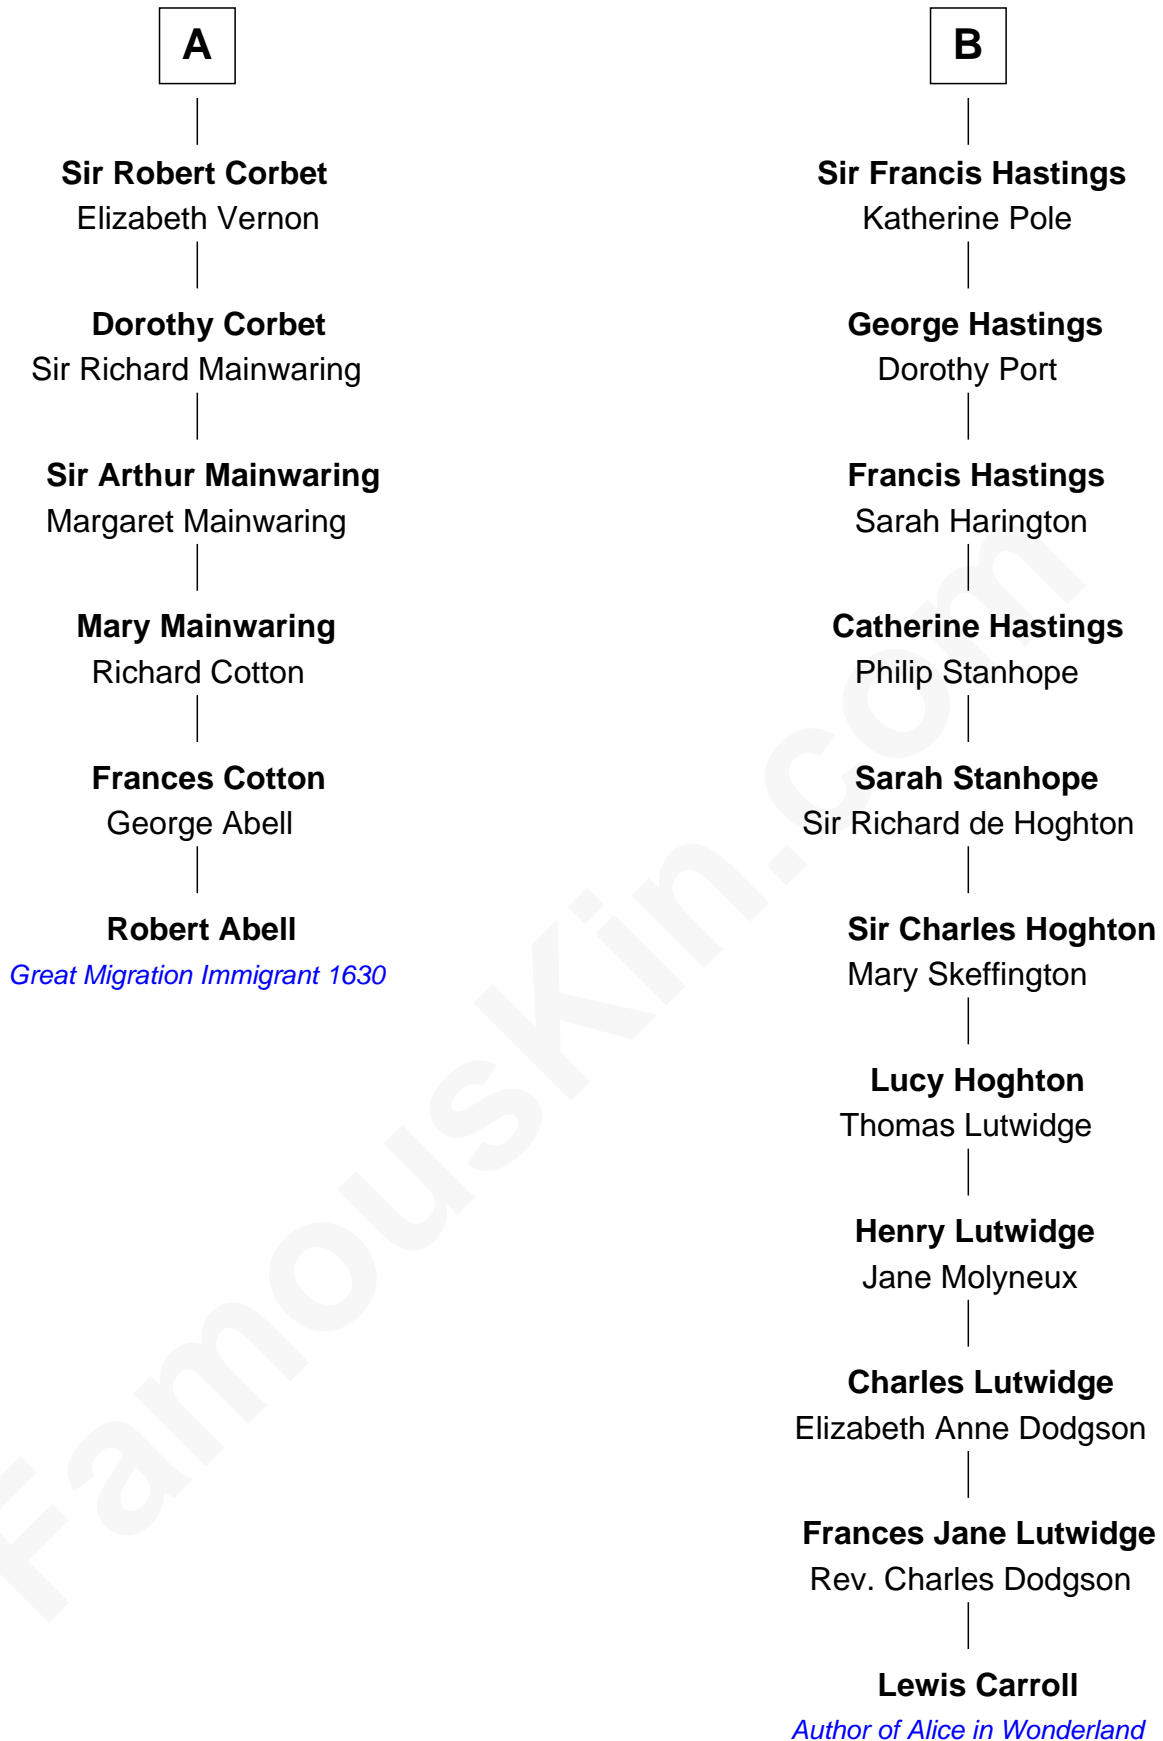 A
Sir Robert Corbet
Elizabeth Vernon
Dorothy Corbet
Sir Richard Mainwaring
Sir Arthur Mainwaring
Margaret Mainwaring
Mary Mainwaring
Richard Cotton
Frances Cotton
George Abell
Robert Abell
Great Migration Immigrant 1630
B
Sir Francis Hastings
Katherine Pole
George Hastings
Dorothy Port
Francis Hastings
Sarah Harington
Catherine Hastings
Philip Stanhope
Sarah Stanhope
Sir Richard de Hoghton
Sir Charles Hoghton
Mary Skeffington
Lucy Hoghton
Thomas Lutwidge
Henry Lutwidge
Jane Molyneux
Charles Lutwidge
Elizabeth Anne Dodgson
Frances Jane Lutwidge
Rev. Charles Dodgson
Lewis Carroll
Author of Alice in Wonderland
FamousKin.com